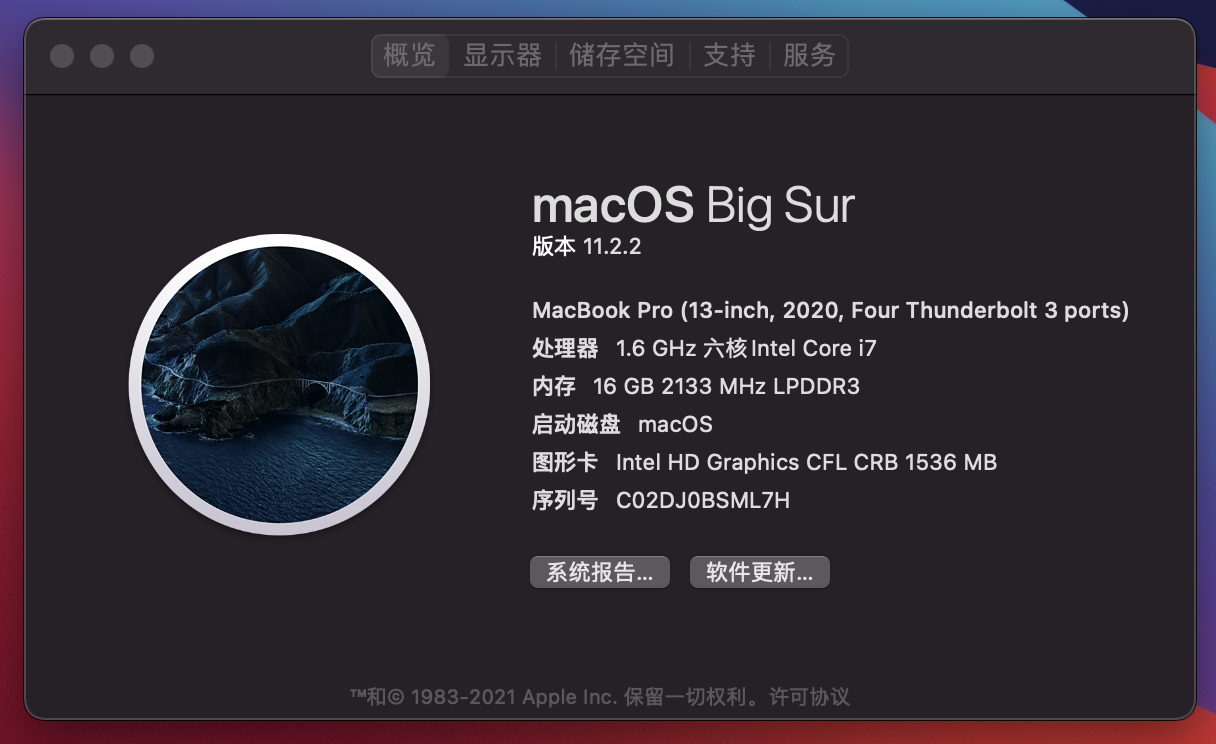 概览 显示器 储存空间 支持 服务
macOS Big Sur
版本 11.2.2
MacBook Pro (13-inch, 2020, Four Thunderbolt 3 ports)
处理器 1.6 GHz 六核Intel Core i7
内存 16 GB 2133 MHz LPDDR3
启动磁盘 macOS
图形卡 Intel HD Graphics CFL CRB 1536 MB
序列号 C02DJ0BSML7H
系统报告... 软件更新...
™和© 1983-2021 Apple Inc. 保留一切权利。许可协议